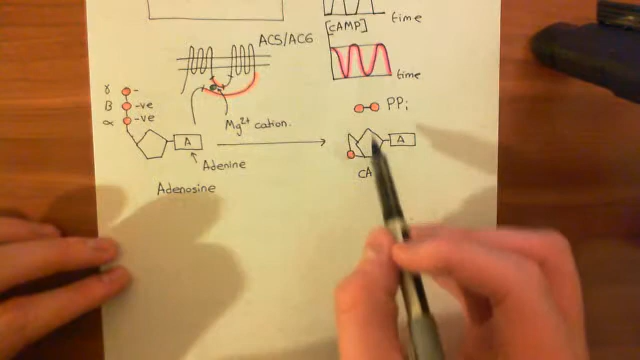 time
[cAMP]
AC5/AC6
time
γ -
β -ve
α -ve
PPi
Mg2+ cation.
A
A
Adenine
cA
Adenosine